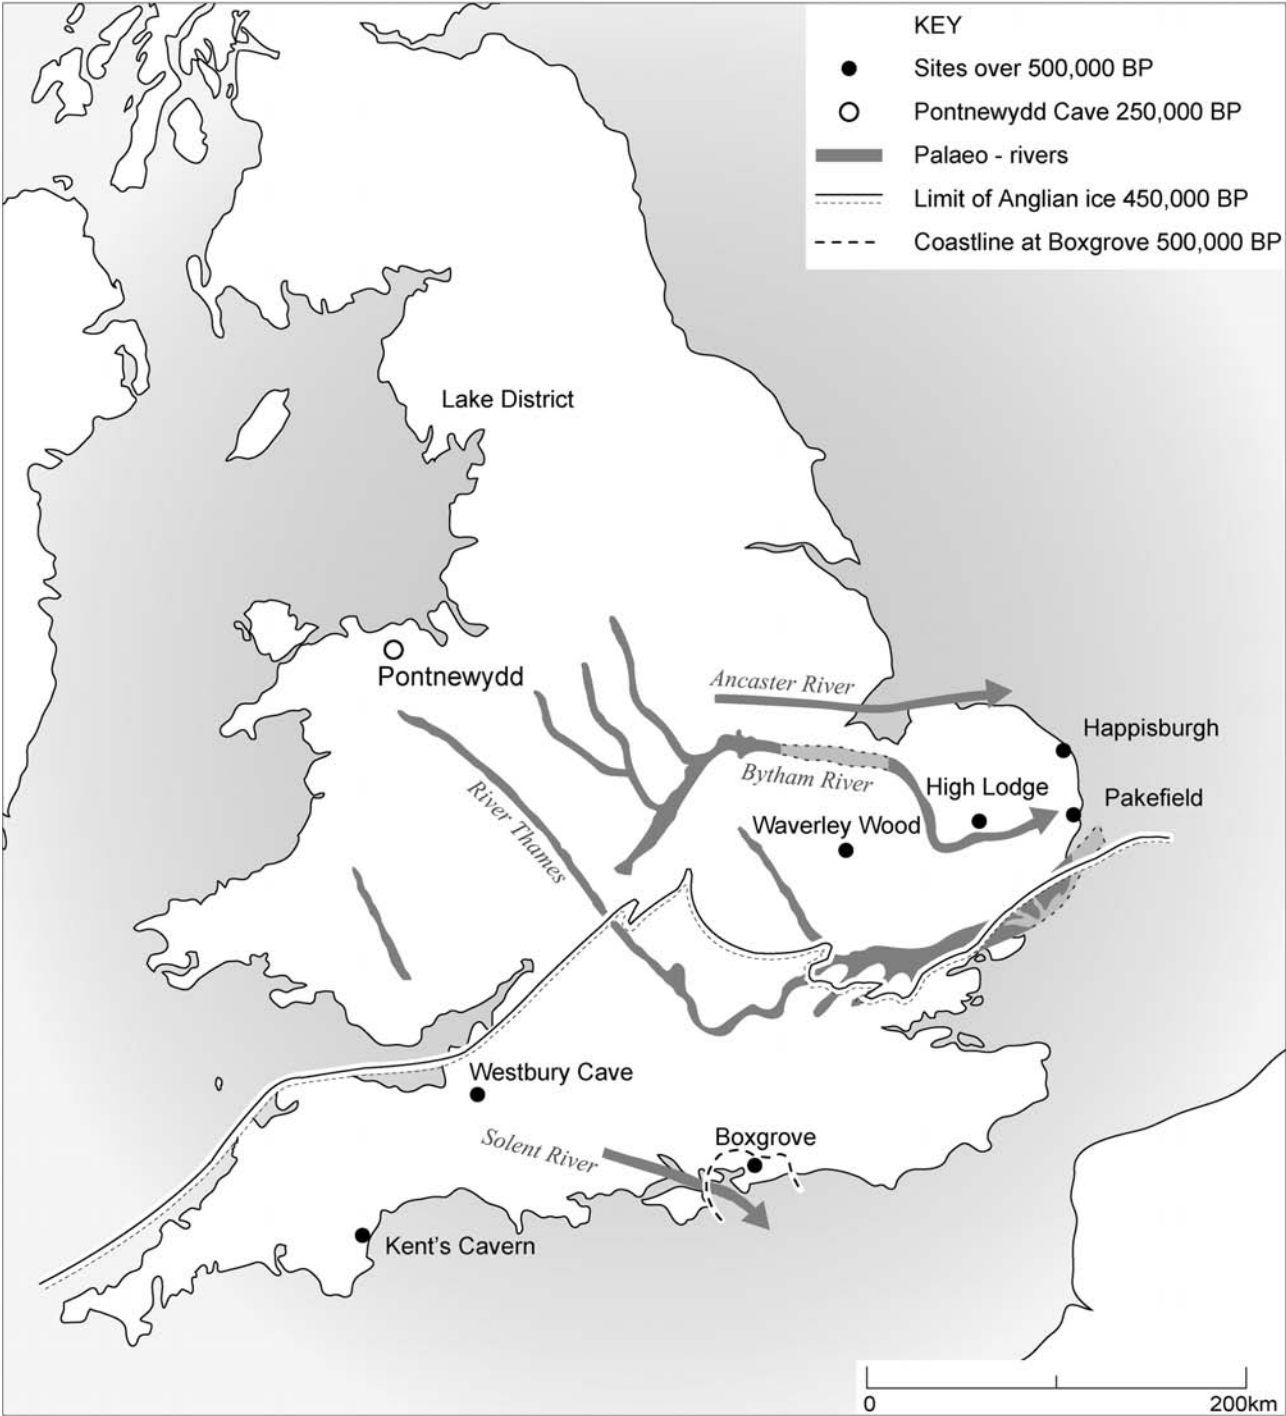 KEY
Sites over 500,000 BP
Pontnewydd Cave 250,000 BP
Palaeo - rivers
Limit of Anglian ice 450,000 BP
Coastline at Boxgrove 500,000 BP
Lake District
Pontnewydd
Ancaster River
Happisburgh
Bytham River
High Lodge
Pakefield
River Thames
Waverley Wood
Westbury Cave
Solent River
Boxgrove
Kent's Cavern
0 200km